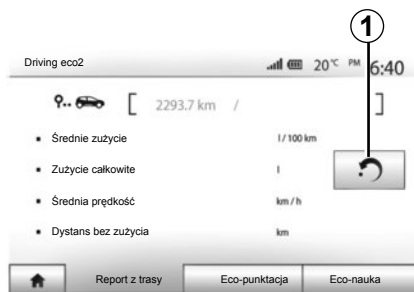 1
Driving eco2 20°C PM 6:40
[ 2293.7 km / ]
Średnie zużycie l / 100 km
Zużycie całkowite l
Średnia prędkość km / h
Dystans bez zużycia km
Report z trasy Eco-punktacja Eco-nauka